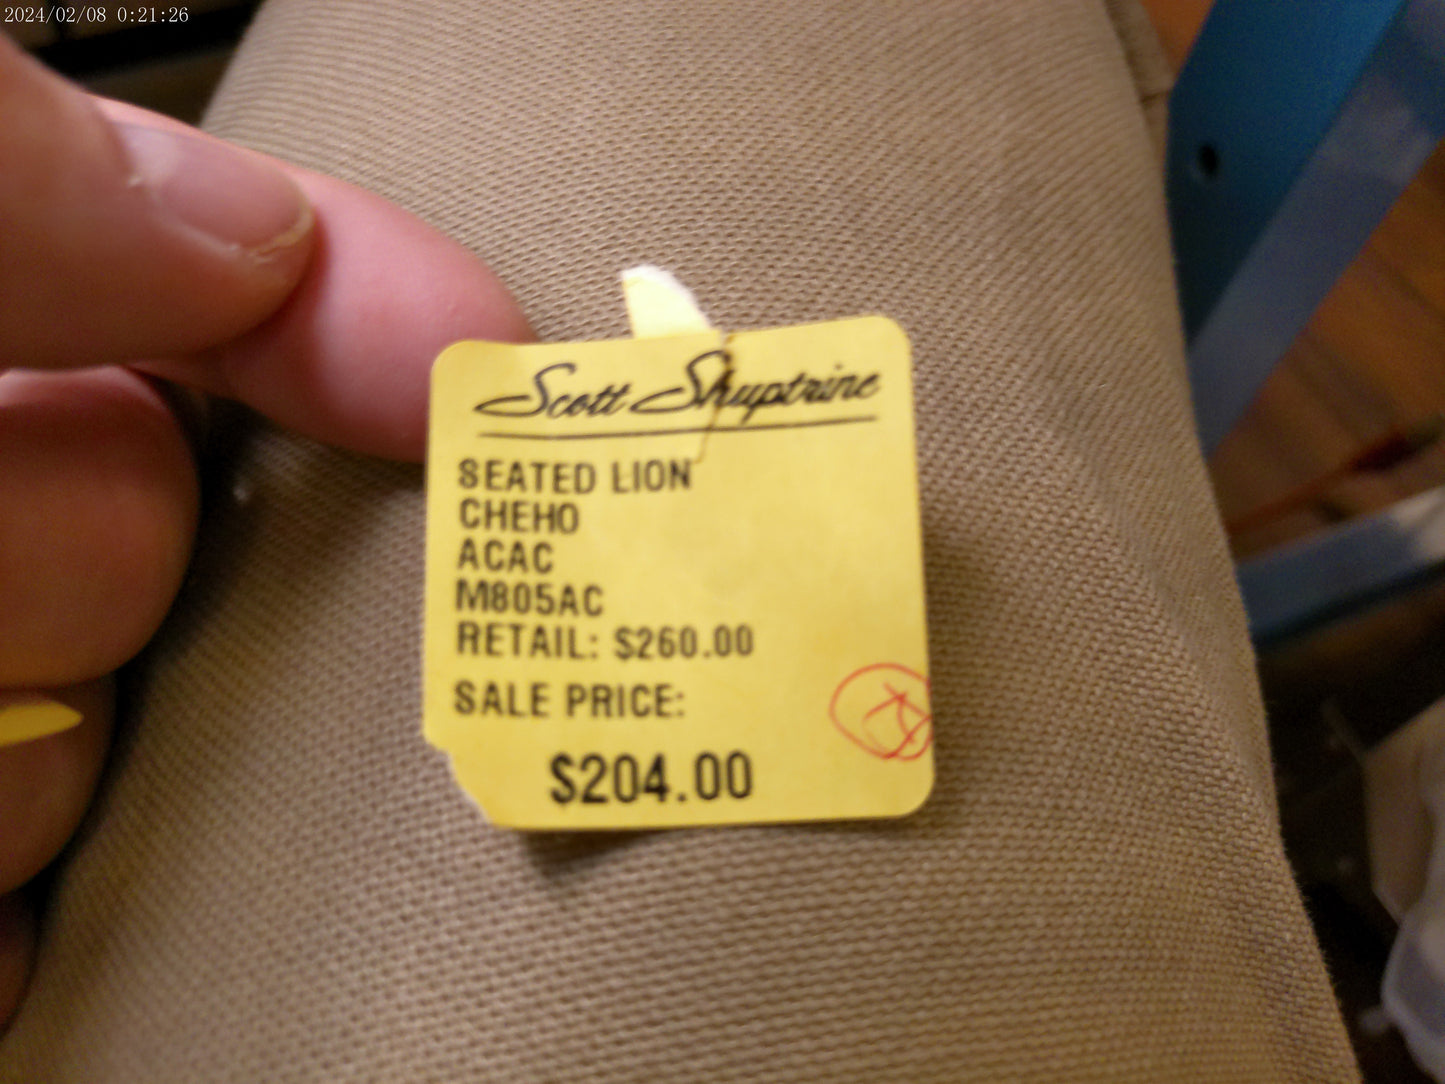 2024/02/08 0:21:26
Scott Shuptrine
SEATED LION
CHEHO
ACAC
M805AC
RETAIL: $260.00
SALE PRICE:
$204.00